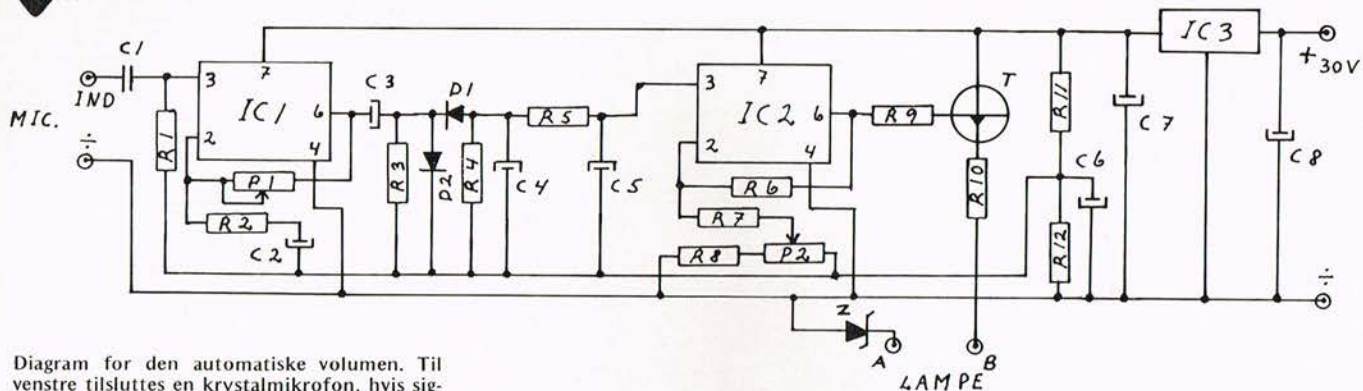 C1
IND
MIC.
÷
R1
3
7
IC1
6
2
4
P1
R2
C2
C3
R3
D1
D2
R4
C4
R5
C5
3
7
IC2
6
2
4
R6
R7
R8
P2
R9
T
R10
R11
R12
C6
C7
IC3
C8
+30V
÷
Z
A
B
LAMPE
Diagram for den automatiske volumen. Til
venstre tilsluttes en krystalmikrofon, hvis sig-